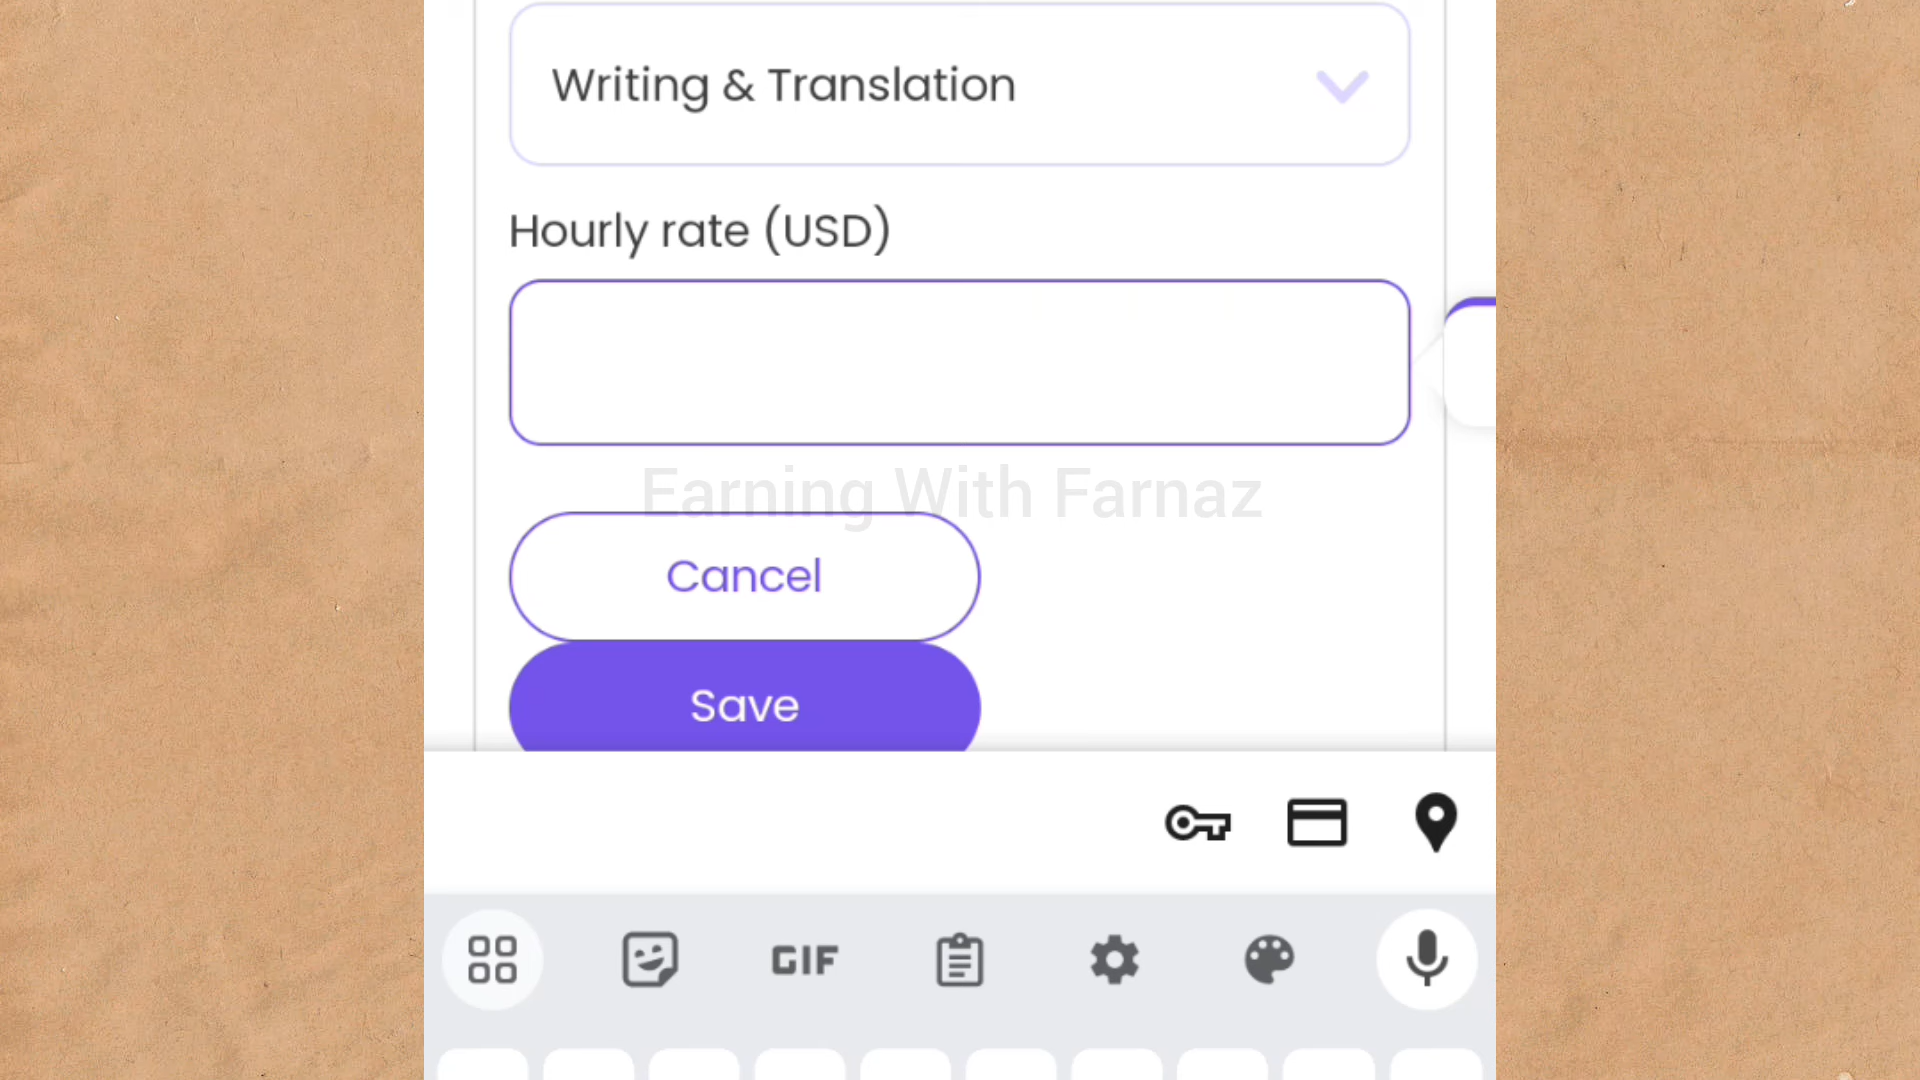 Writing & Translation
Hourly rate (USD)
Earning With Farnaz
Cancel
Save
GIF